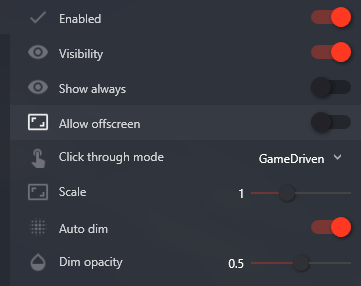 Enabled
Visibility
Show always
Allow offscreen
Click through mode GameDriven
Scale 1
Auto dim
Dim opacity 0.5